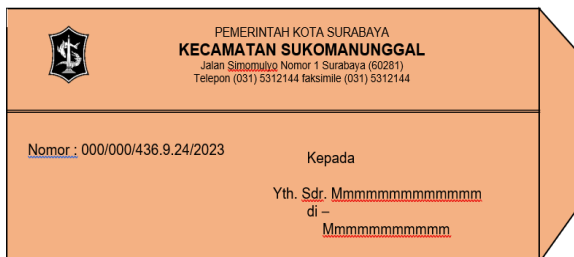 PEMERINTAH KOTA SURABAYA
KECAMATAN SUKOMANUNGGAL
Jalan Simomulyo Nomor 1 Surabaya (60281)
Telepon (031) 5312144 faksimile (031) 5312144
Nomor : 000/000/436.9.24/2023
Kepada
Yth. Sdr. Mmmmmmmmmmmmm
di –
Mmmmmmmmmmm